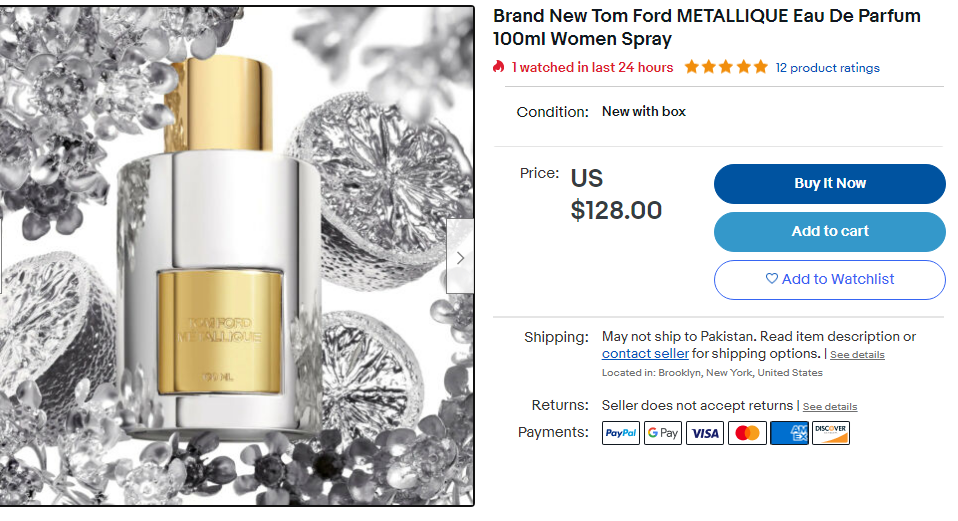 Brand New Tom Ford METALLIQUE Eau De Parfum
100ml Women Spray
1 watched in last 24 hours
12 product ratings
Condition: New with box
Price: US
$128.00
Buy It Now
Add to cart
Add to Watchlist
TOM FORD
METALLIQUE
100 ML
Shipping: May not ship to Pakistan. Read item description or
contact seller for shipping options. | See details
Located in: Brooklyn, New York, United States
Returns: Seller does not accept returns | See details
Payments: PayPal G Pay VISA AM EX DISCOVER